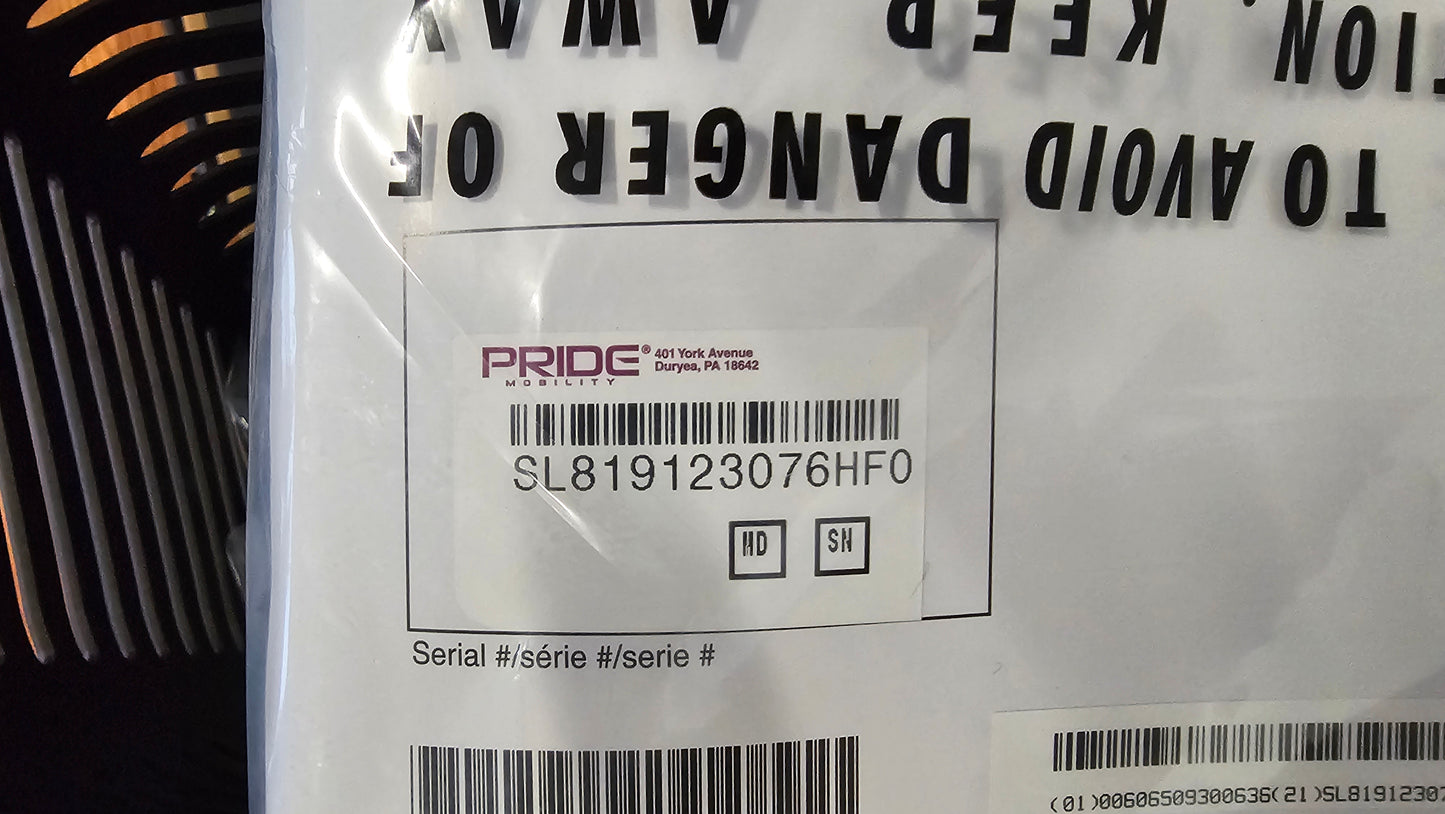 TO AVOID DANGER OF
TION, KEEP AWAY
PRIDE®
MOBILITY
401 York Avenue
Duryea, PA 18642
SL819123076HF0
MD
SN
Serial #/série #/serie #
(01)00606509300636(21)SL81912307